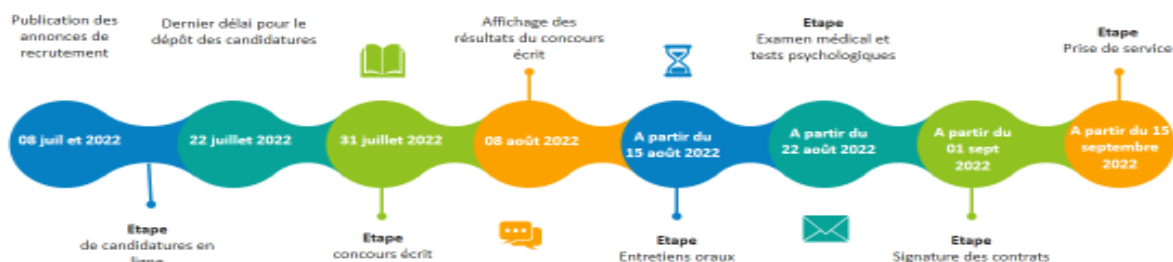 Publication des
annonces de
recrutement
Dernier délai pour le
dépôt des candidatures
Affichage des
résultats du concours
écrit
Etape
Examen médical et
tests psychologiques
Etape
Prise de service
08 juil et 2022
22 juillet 2022
31 juillet 2022
08 août 2022
A partir du
15 août 2022
A partir du
22 août 2022
A partir du
01 sept
2022
A partir du 15
septembre
2022
Etape
de candidatures en
ligne
Etape
concours écrit
Etape
Entretiens oraux
Etape
Signature des contrats